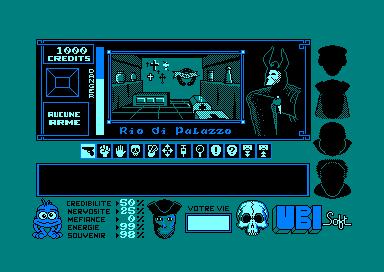 1000
CREDITS
DANGER
AUCUNE
ARME
Rio di Palazzo
CREDIBILITE 50%
NERVOSITE 25%
MEFIANCE 0%
ENERGIE 99%
SOUVENIR 98%
VOTRE VIE
UBI
Soft